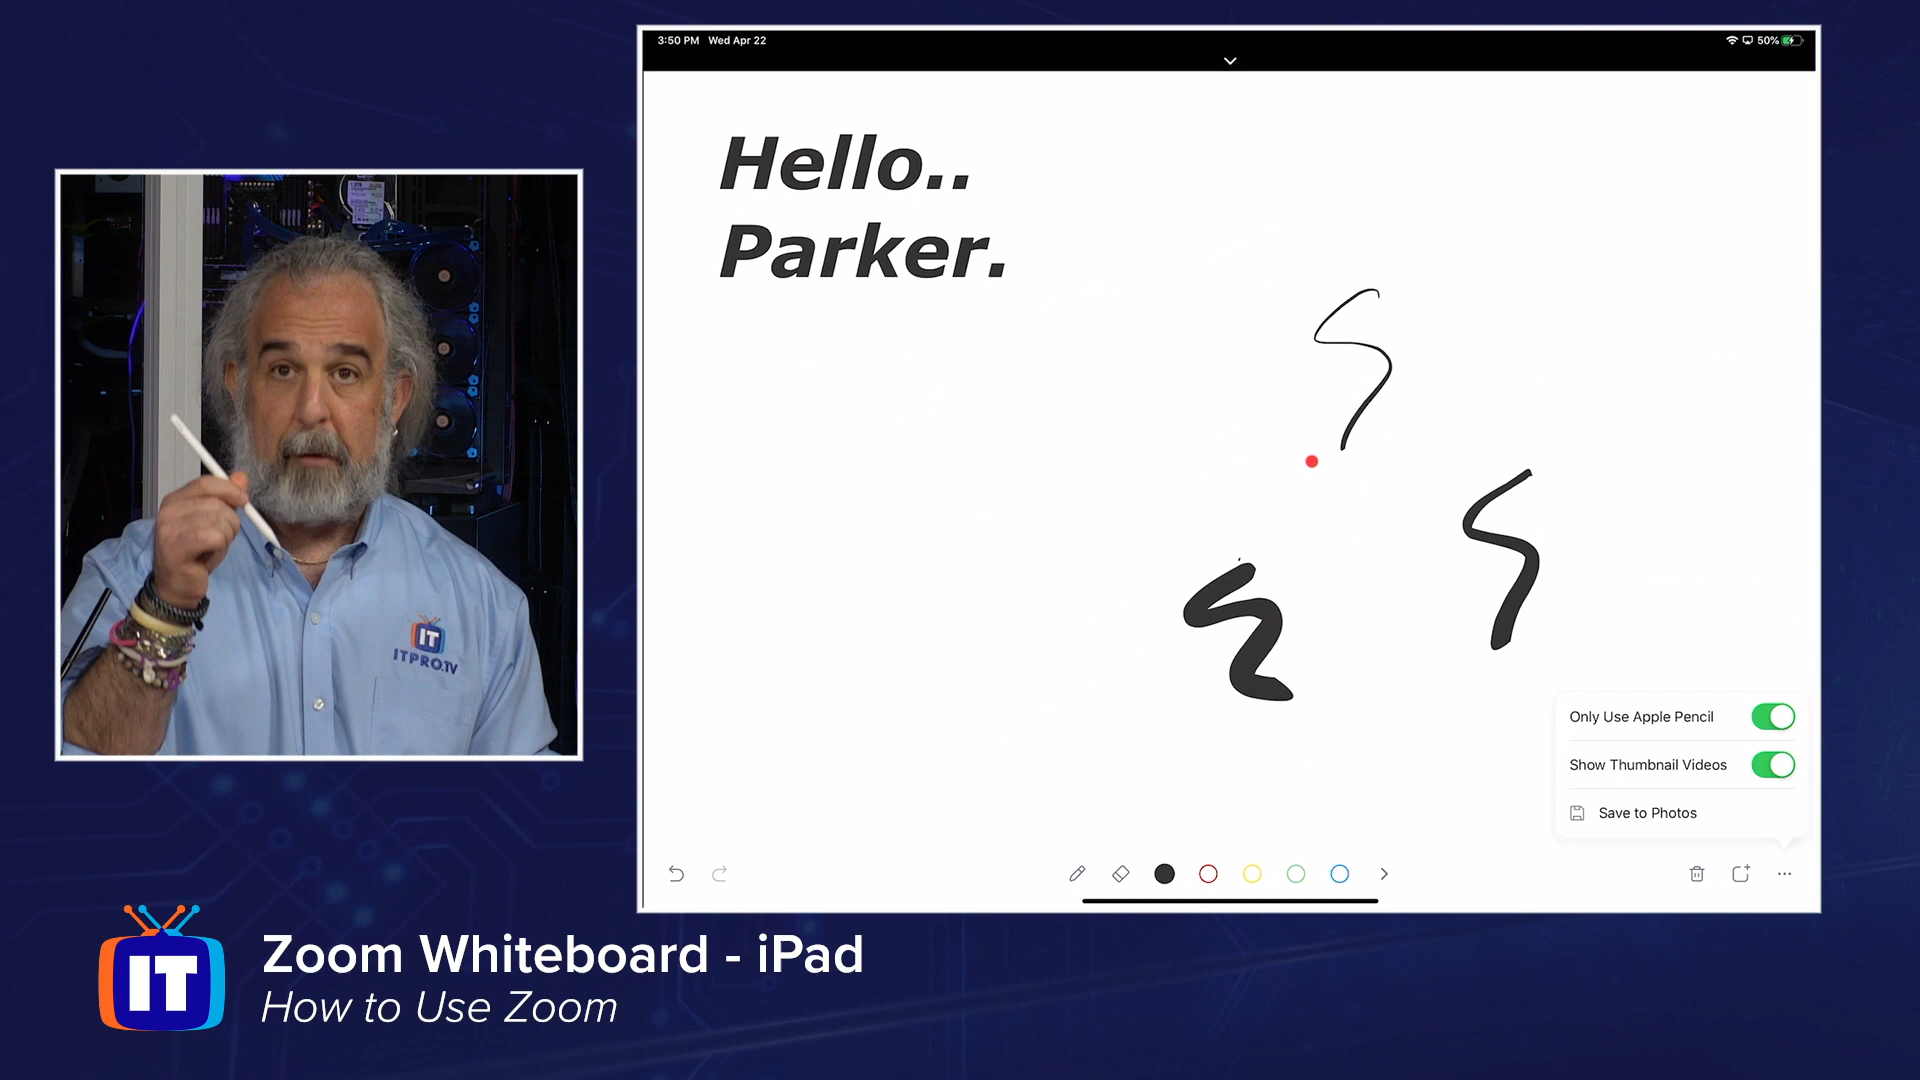 3:50 PM Wed Apr 22
50%
Hello..
Parker.
IT
ITPRO.TV
Only Use Apple Pencil
Show Thumbnail Videos
Save to Photos
IT
Zoom Whiteboard - iPad
How to Use Zoom